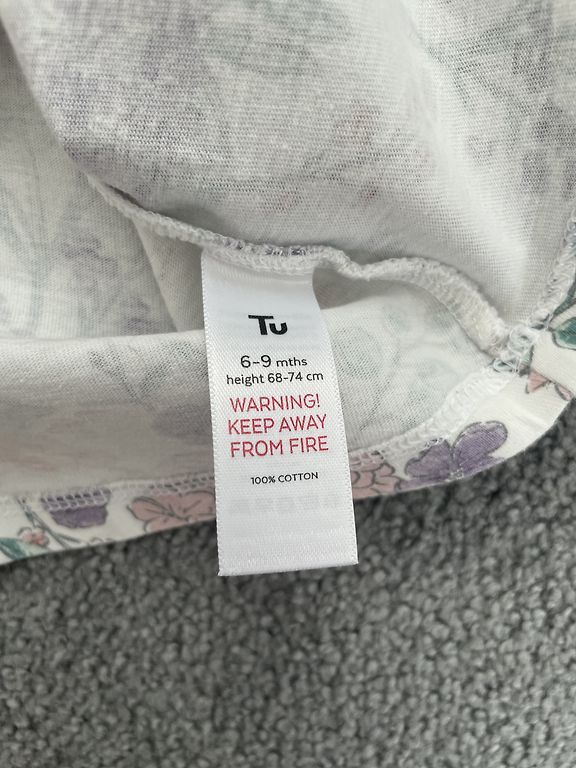 Tu
6-9 mths
height 68-74 cm
WARNING!
KEEP AWAY
FROM FIRE
100% COTTON